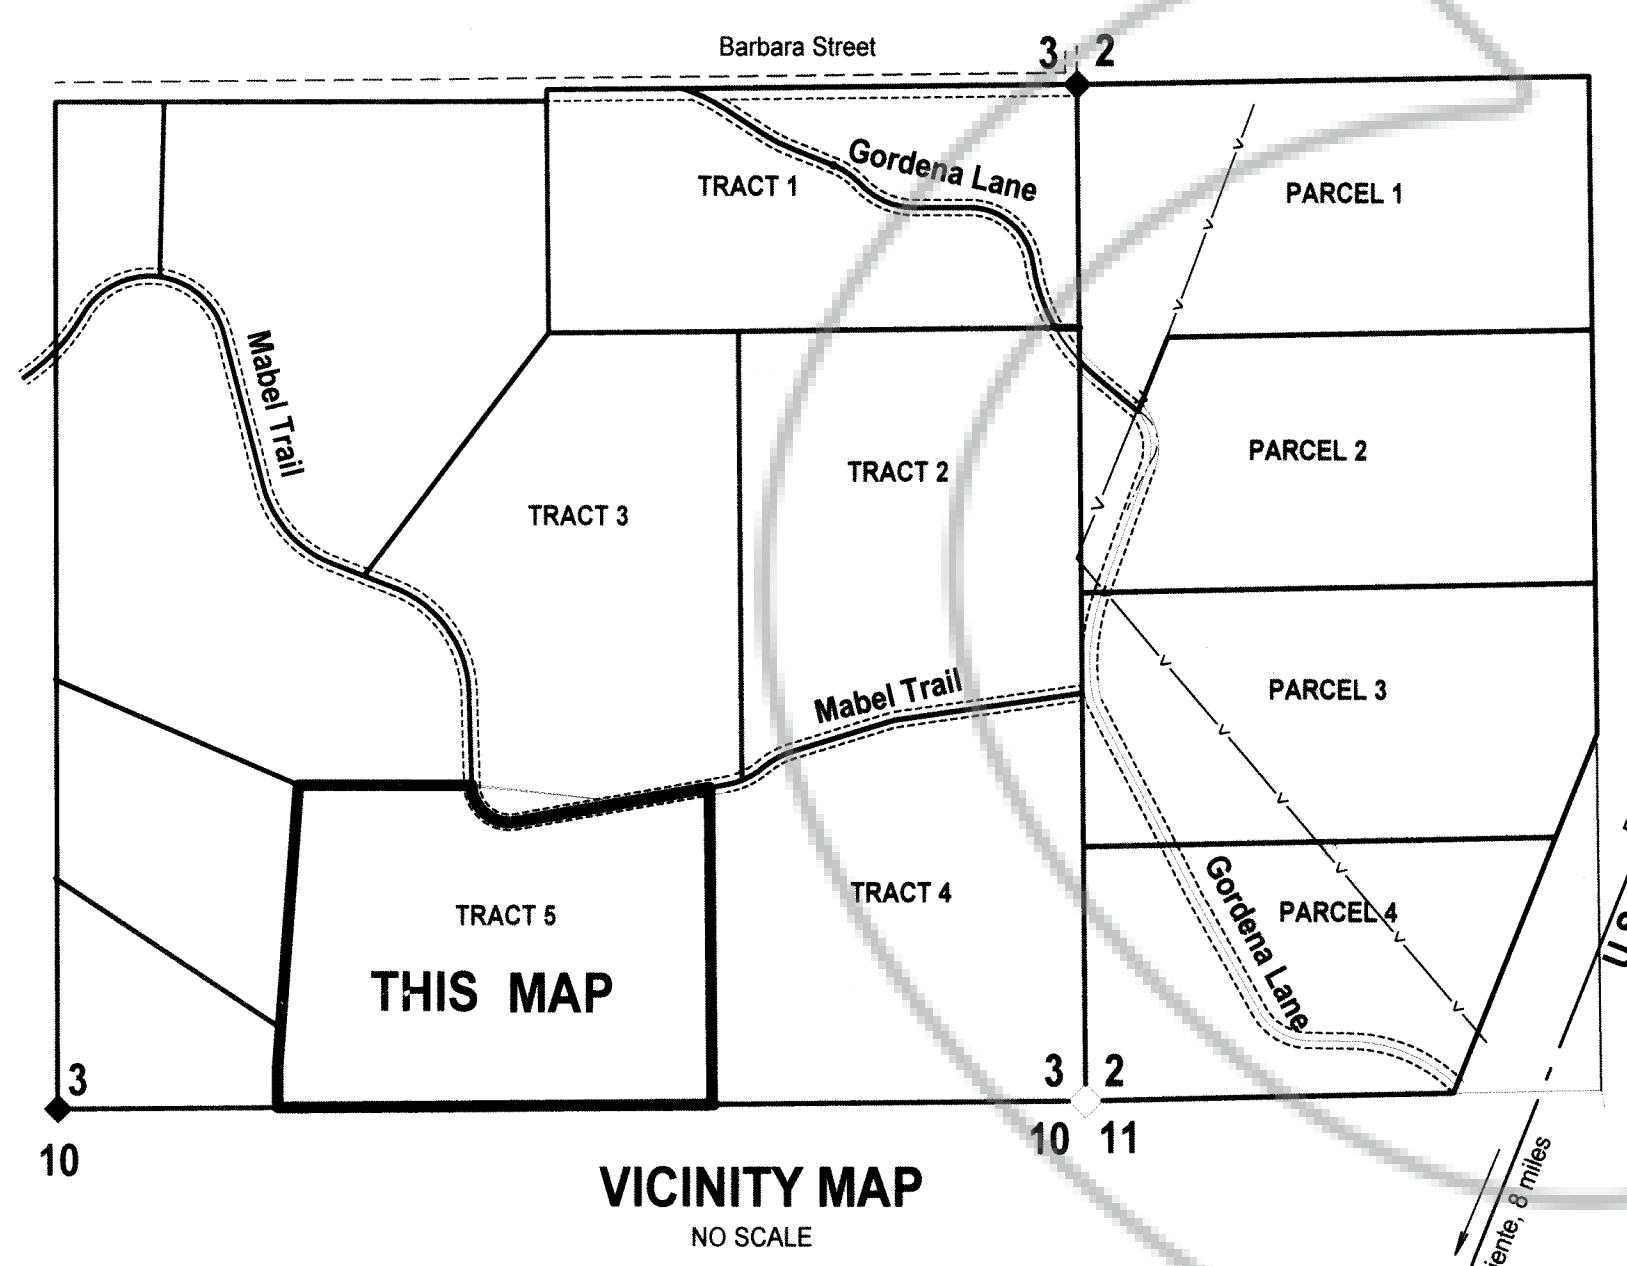 Barbara Street
3 2
Gordena Lane
TRACT 1
PARCEL 1
Mabel Trail
PARCEL 2
TRACT 2
TRACT 3
Mabel Trail
PARCEL 3
TRACT 4
Gordena Lane
PARCEL 4
TRACT 5
THIS MAP
3
3 2
10
10 11
VICINITY MAP
NO SCALE
8 miles